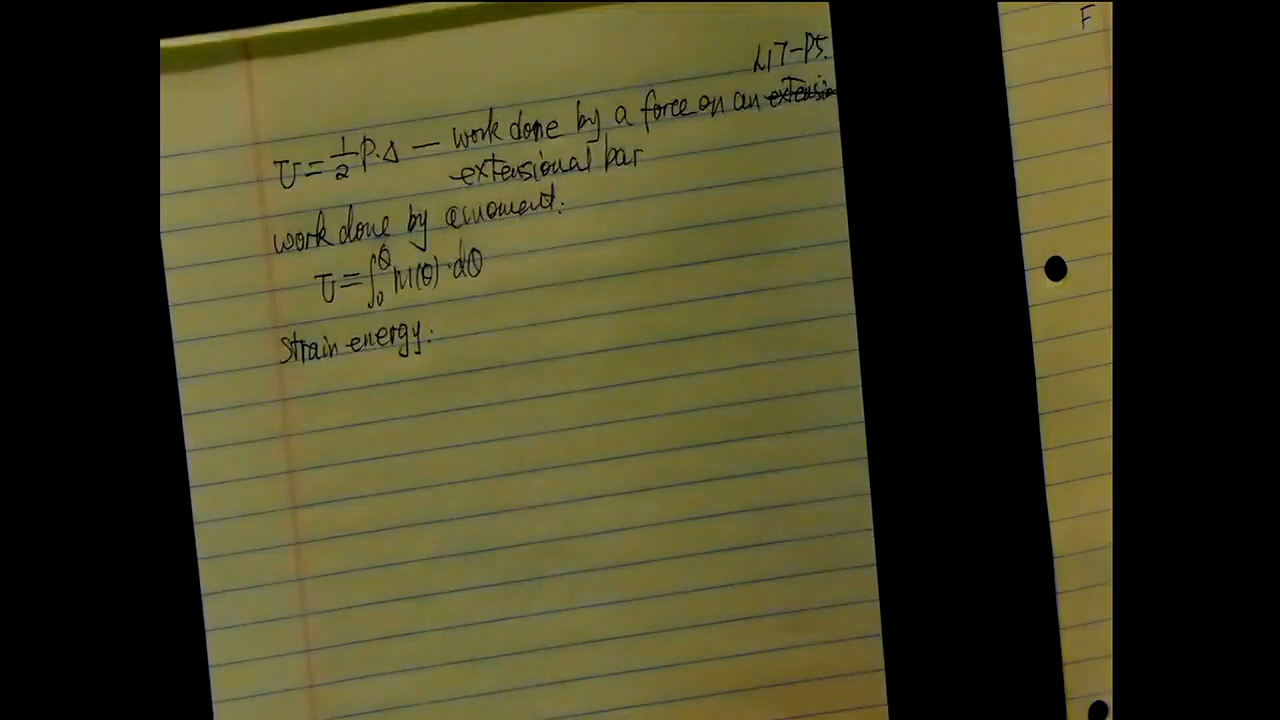 L17-P5.
U = 1/2 P·Δ — work done by a force on an extension
extensional bar
work done by a moment.
U = ∫₀^θ M(θ)·dθ
strain energy:
F